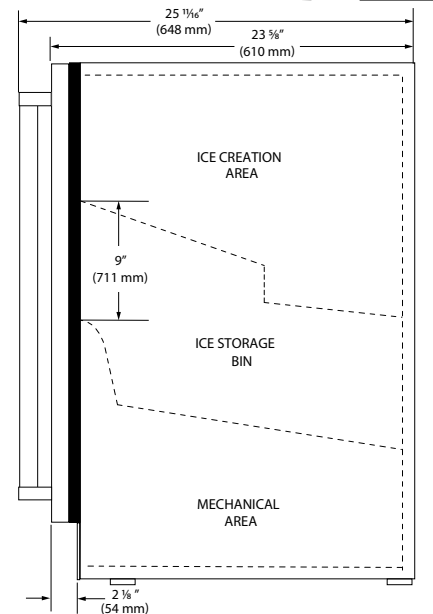 25 11⁄16"
(648 mm)
23 5⁄8"
(610 mm)
ICE CREATION
AREA
9"
(711 mm)
ICE STORAGE
BIN
MECHANICAL
AREA
2 1⁄8 "
(54 mm)